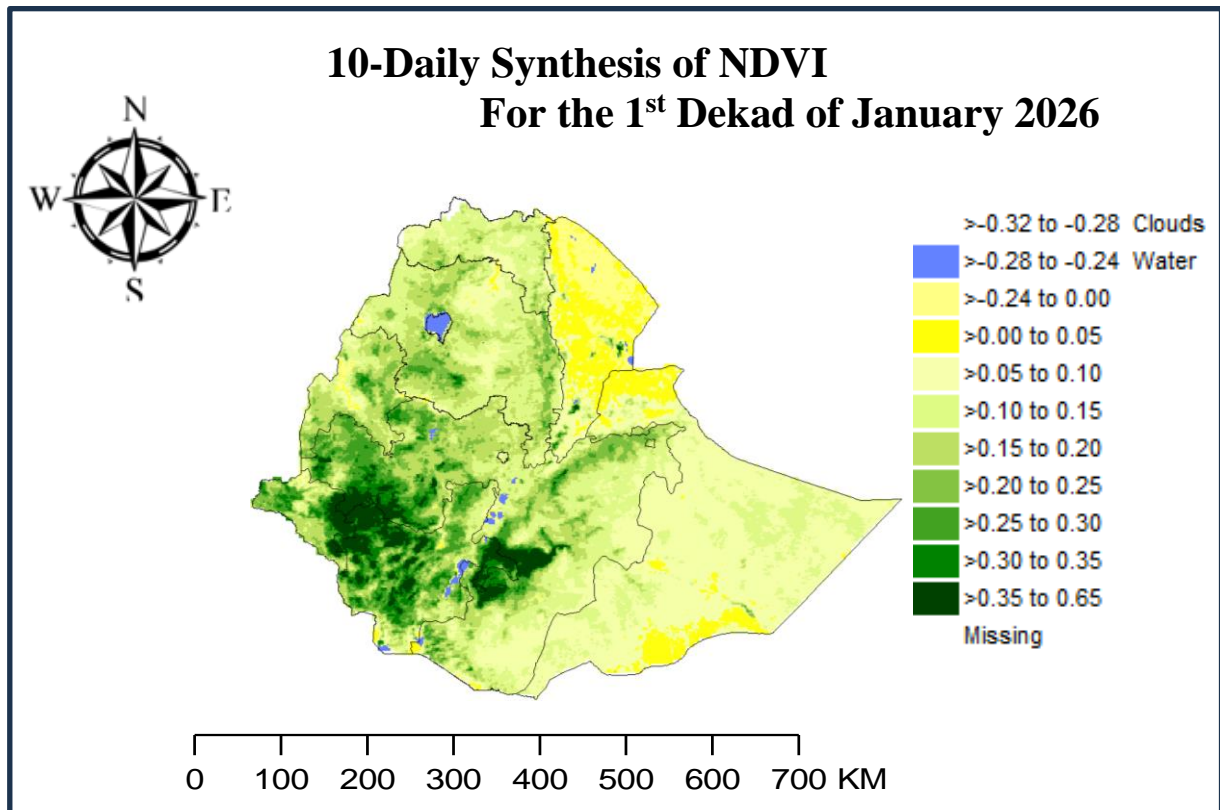 10-Daily Synthesis of NDVI
For the 1st Dekad of January 2026
N
W
E
S
>-0.32 to -0.28 Clouds
>-0.28 to -0.24 Water
>-0.24 to 0.00
>0.00 to 0.05
>0.05 to 0.10
>0.10 to 0.15
>0.15 to 0.20
>0.20 to 0.25
>0.25 to 0.30
>0.30 to 0.35
>0.35 to 0.65
Missing
0 100 200 300 400 500 600 700 KM